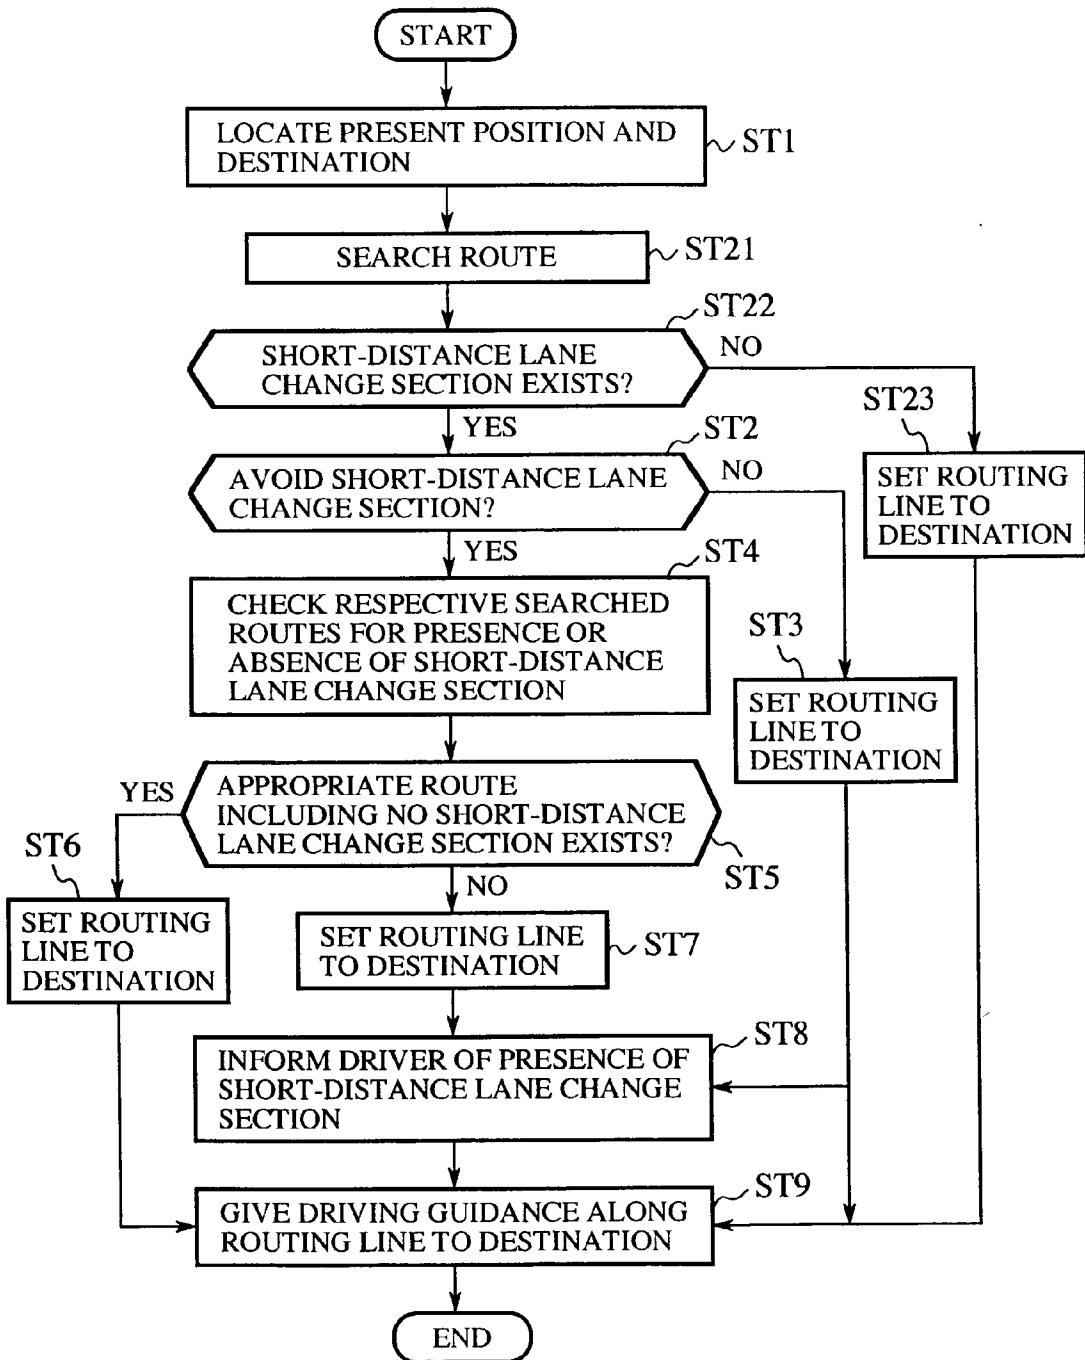 START
LOCATE PRESENT POSITION AND
DESTINATION
ST1
SEARCH ROUTE
ST21
ST22
SHORT-DISTANCE LANE
CHANGE SECTION EXISTS?
NO
YES
ST2
ST23
AVOID SHORT-DISTANCE LANE
CHANGE SECTION?
NO
SET ROUTING
LINE TO
DESTINATION
YES
ST4
CHECK RESPECTIVE SEARCHED
ROUTES FOR PRESENCE OR
ABSENCE OF SHORT-DISTANCE
LANE CHANGE SECTION
ST3
SET ROUTING
LINE TO
DESTINATION
YES
APPROPRIATE ROUTE
INCLUDING NO SHORT-DISTANCE
LANE CHANGE SECTION EXISTS?
ST5
ST6
NO
SET ROUTING
LINE TO
DESTINATION
SET ROUTING LINE
TO DESTINATION
ST7
ST8
INFORM DRIVER OF PRESENCE OF
SHORT-DISTANCE LANE CHANGE
SECTION
ST9
GIVE DRIVING GUIDANCE ALONG
ROUTING LINE TO DESTINATION
END